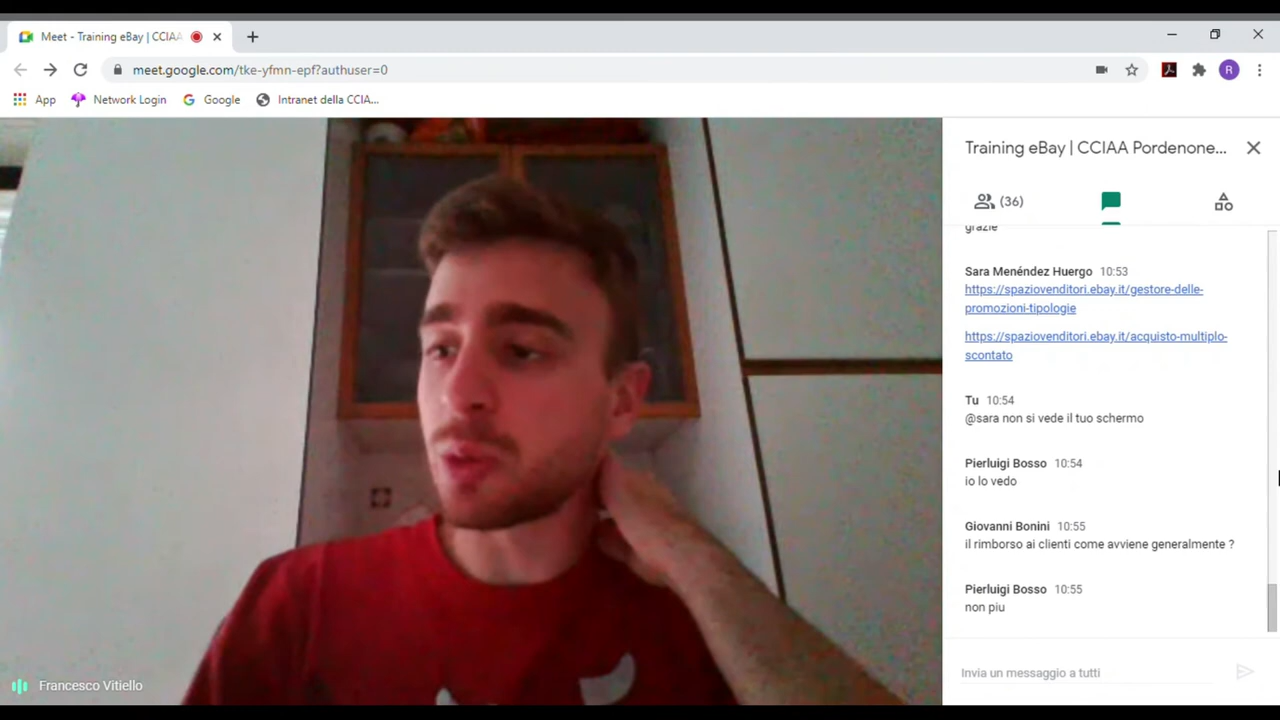 Meet - Training eBay | CCIAA
meet.google.com/tke-yfmn-epf?authuser=0
App Network Login Google Intranet della CCIA...
R
Training eBay | CCIAA Pordenone...
(36)
grazie
Sara Menéndez Huergo 10:53
https://spaziovenditori.ebay.it/gestore-delle-
promozioni-tipologie
https://spaziovenditori.ebay.it/acquisto-multiplo-
scontato
Tu 10:54
@sara non si vede il tuo schermo
Pierluigi Bosso 10:54
io lo vedo
Giovanni Bonini 10:55
il rimborso ai clienti come avviene generalmente ?
Pierluigi Bosso 10:55
non piu
Invia un messaggio a tutti
Francesco Vitiello